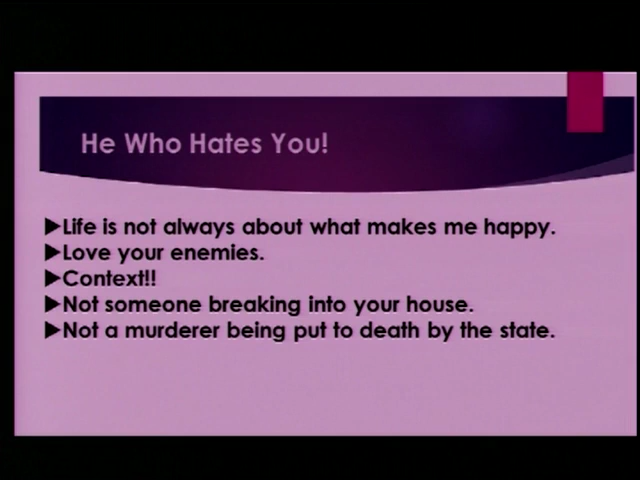 He Who Hates You!
▶Life is not always about what makes me happy.
▶Love your enemies.
▶Context!!
▶Not someone breaking into your house.
▶Not a murderer being put to death by the state.